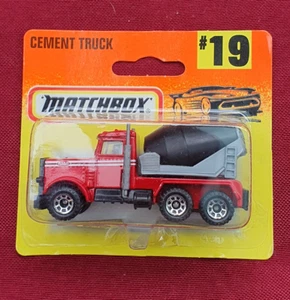 CEMENT TRUCK
#19
MATCHBOX